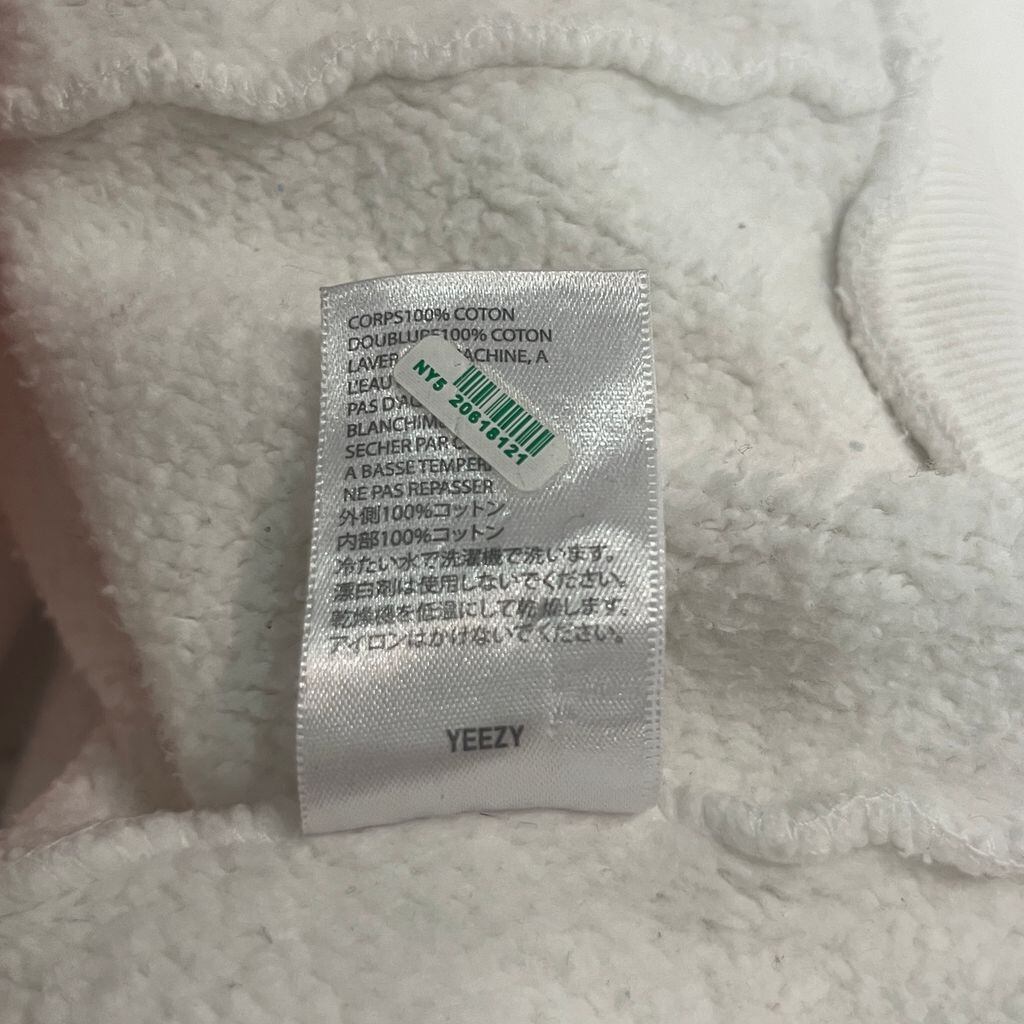 CORPS100% COTON
DOUBLURE100% COTON
LAVER ACHINE, A
L'EAU
PAS D'AU
BLANCHIM
SECHER PAR C
A BASSE TEMPER
NE PAS REPASSER
外側100%コットン
内部100%コットン
冷たい水で洗濯機で洗います。
漂白剤は使用しないでください。
乾燥機を低温にして乾燥します。
アイロンはかけないでください。
NY5 20618121
YEEZY